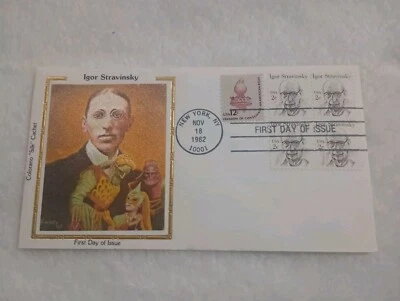 Igor Stravinsky
Colorano "Silk" Cachet
First Day of Issue
NEW YORK, NY
NOV
18
1982
10001
12c
Igor Stravinsky
Igor Stravinsky
FIRST DAY OF ISSUE